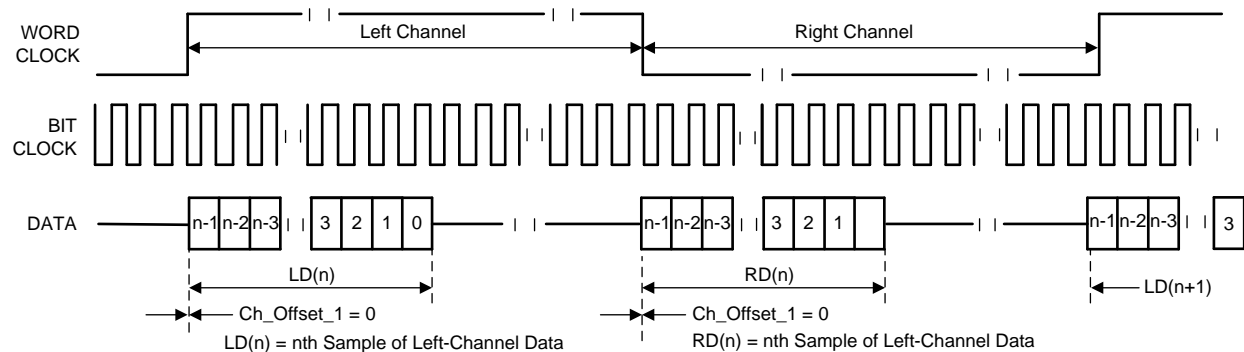 WORD
CLOCK
Left Channel
Right Channel
BIT
CLOCK
DATA
n-1 n-2 n-3 3 2 1 0 n-1 n-2 n-3 3 2 1 n-1 n-2 n-3 3
LD(n) RD(n) LD(n+1)
Ch_Offset_1 = 0 Ch_Offset_1 = 0
LD(n) = nth Sample of Left-Channel Data RD(n) = nth Sample of Left-Channel Data